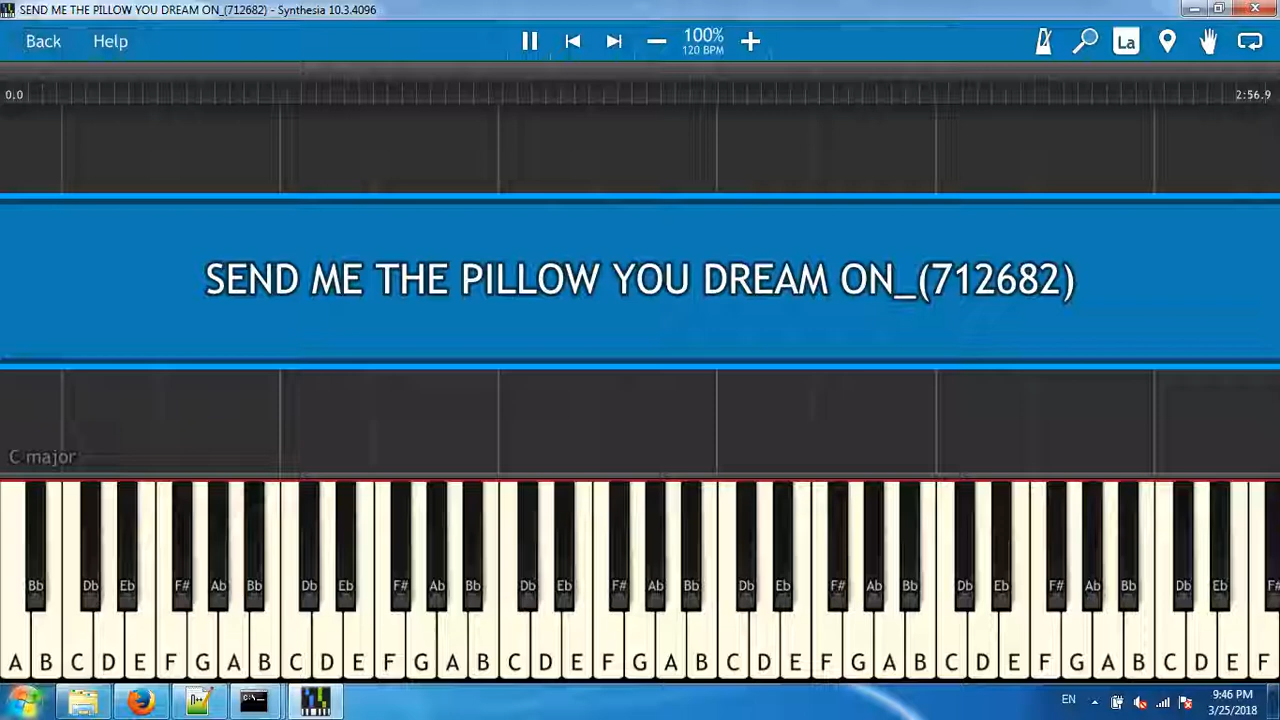 SEND ME THE PILLOW YOU DREAM ON_(712682) - Synthesia 10.3.4096
Back Help 100% La
120 BPM
0,0 2:56.9
SEND ME THE PILLOW YOU DREAM ON_(712682)
C major
Bb Db Eb F# Ab Bb Db Eb F# Ab Bb Db Eb F# Ab Bb Db Eb F# Ab Bb Db Eb F# Ab Bb Db Eb F#
A B C D E F G A B C D E F G A B C D E F G A B C D E F G A B C D E F G A B C D E F
EN 9:46 PM
3/25/2018